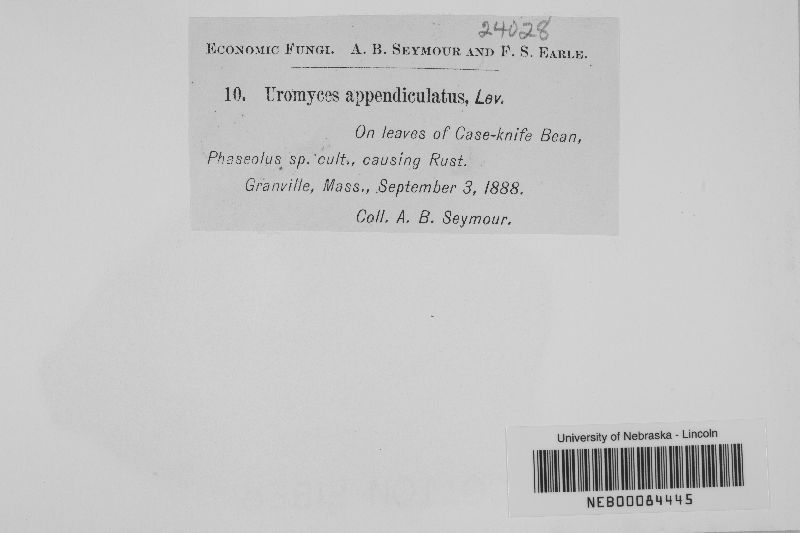 24028
Economic Fungi. A. B. Seymour and F. S. Earle.
10. Uromyces appendiculatus, Lev.
On leaves of Case-knife Bean,
Phaseolus sp. cult., causing Rust.
Granville, Mass., September 3, 1888.
Coll. A. B. Seymour.
University of Nebraska - Lincoln
NEB00084445